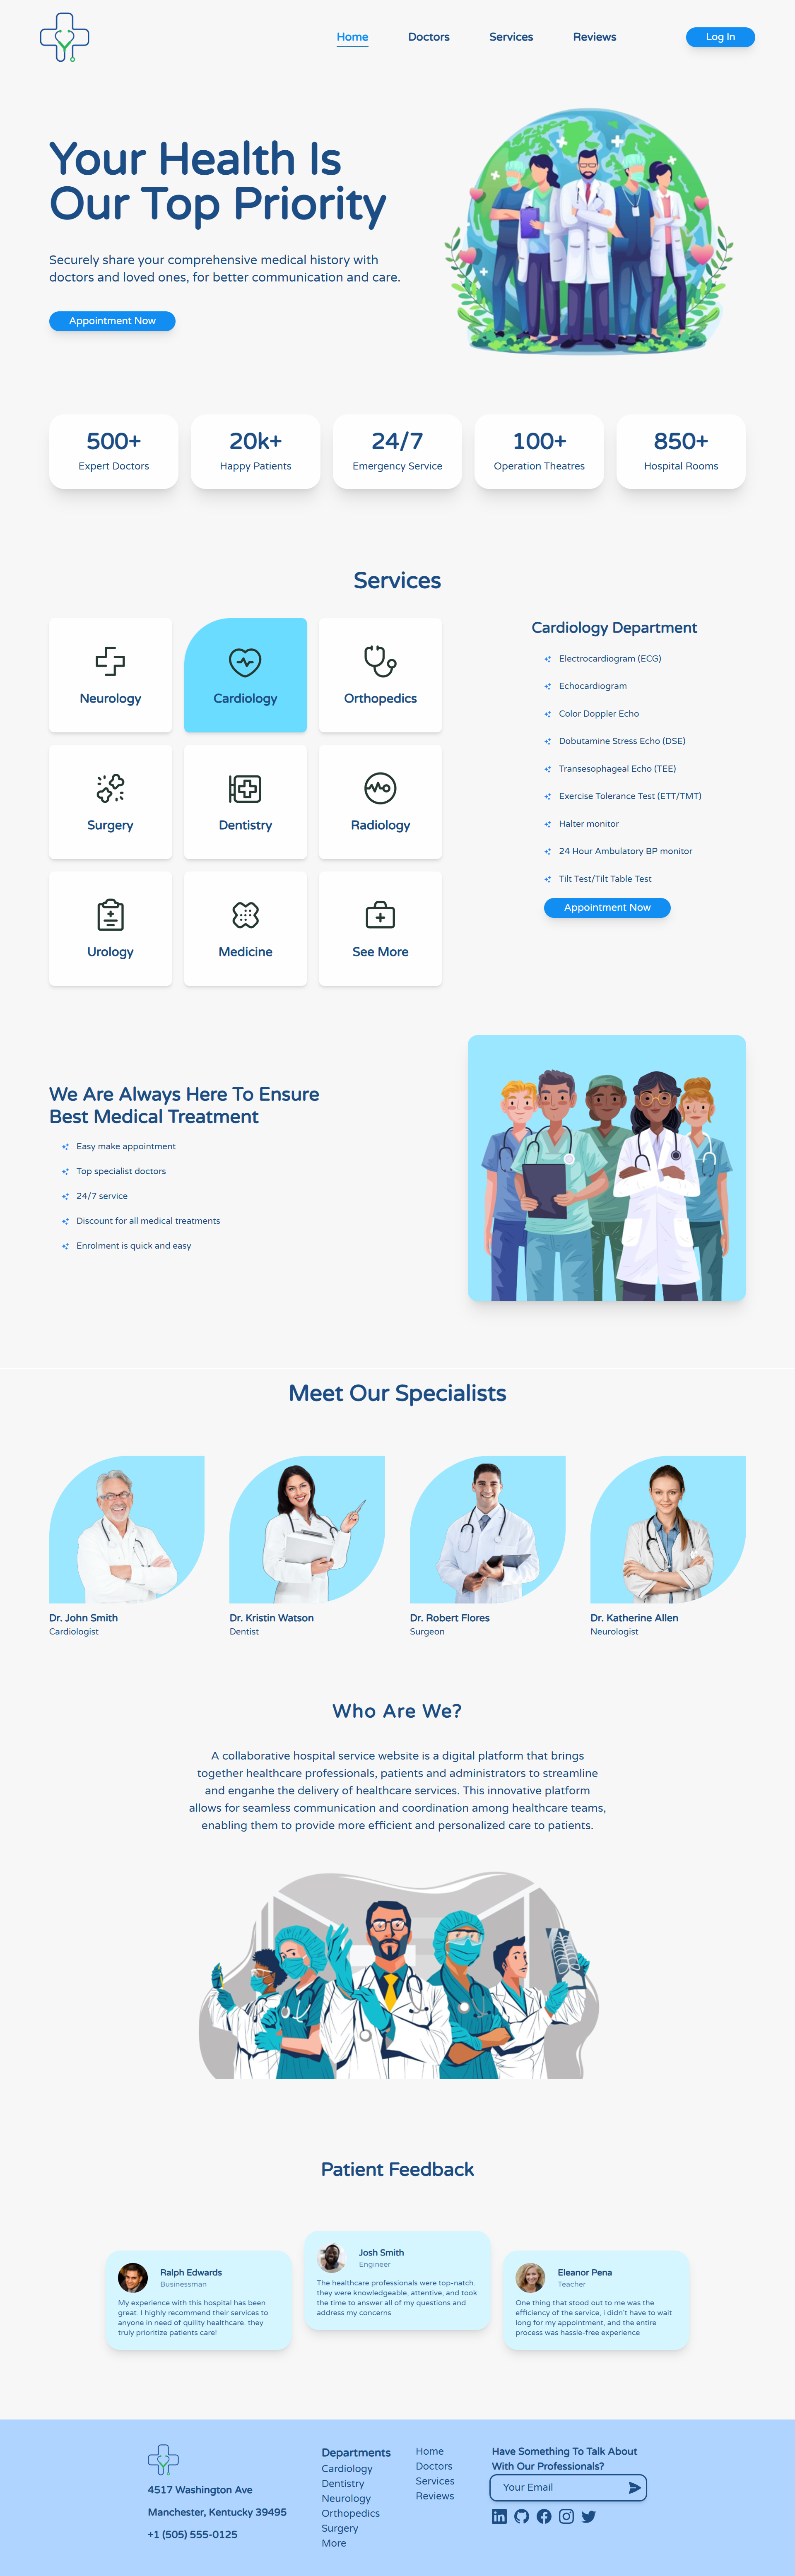 Home
Doctors
Services
Reviews
Log In
Your Health Is
Our Top Priority
Securely share your comprehensive medical history with
doctors and loved ones, for better communication and care.
Appointment Now
500+
Expert Doctors
20k+
Happy Patients
24/7
Emergency Service
100+
Operation Theatres
850+
Hospital Rooms
Services
Neurology
Cardiology
Orthopedics
Surgery
Dentistry
Radiology
Urology
Medicine
See More
Cardiology Department
Electrocardiogram (ECG)
Echocardiogram
Color Doppler Echo
Dobutamine Stress Echo (DSE)
Transesophageal Echo (TEE)
Exercise Tolerance Test (ETT/TMT)
Halter monitor
24 Hour Ambulatory BP monitor
Tilt Test/Tilt Table Test
Appointment Now
We Are Always Here To Ensure
Best Medical Treatment
Easy make appointment
Top specialist doctors
24/7 service
Discount for all medical treatments
Enrolment is quick and easy
Meet Our Specialists
Dr. John Smith
Cardiologist
Dr. Kristin Watson
Dentist
Dr. Robert Flores
Surgeon
Dr. Katherine Allen
Neurologist
Who Are We?
A collaborative hospital service website is a digital platform that brings
together healthcare professionals, patients and administrators to streamline
and enganhe the delivery of healthcare services. This innovative platform
allows for seamless communication and coordination among healthcare teams,
enabling them to provide more efficient and personalized care to patients.
Patient Feedback
Ralph Edwards
Businessman
My experience with this hospital has been
great. I highly recommend their services to
anyone in need of quility healthcare. they
truly prioritize patients care!
Josh Smith
Engineer
The healthcare professionals were top-natch.
they were knowledgeable, attentive, and took
the time to answer all of my questions and
address my concerns
Eleanor Pena
Teacher
One thing that stood out to me was the
efficiency of the service, i didn't have to wait
long for my appointment, and the entire
process was hassle-free experience
4517 Washington Ave
Manchester, Kentucky 39495
+1 (505) 555-0125
Departments
Cardiology
Dentistry
Neurology
Orthopedics
Surgery
More
Home
Doctors
Services
Reviews
Have Something To Talk About
With Our Professionals?
Your Email